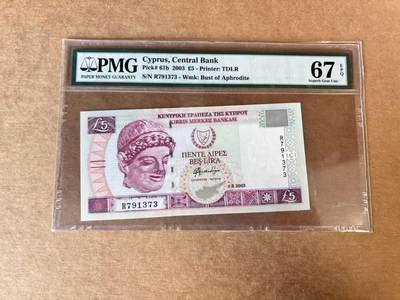 PMG
PAPER MONEY GUARANTY
Cyprus, Central Bank
Pick# 61b 2003 £5 - Printer: TDLR
S/N R791373 - Wmk: Bust of Aphrodite
67 EPQ
Superb Gem Unc
ΚΕΝΤΡΙΚΗ ΤΡΑΠΕΖΑ ΤΗΣ ΚΥΠΡΟΥ
KIBRIS MERKEZ BANKASI
£5
ΠΕΝΤΕ ΛΙΡΕΣ
BEŞ LİRA
R791373
2003
R791373
£5
£5